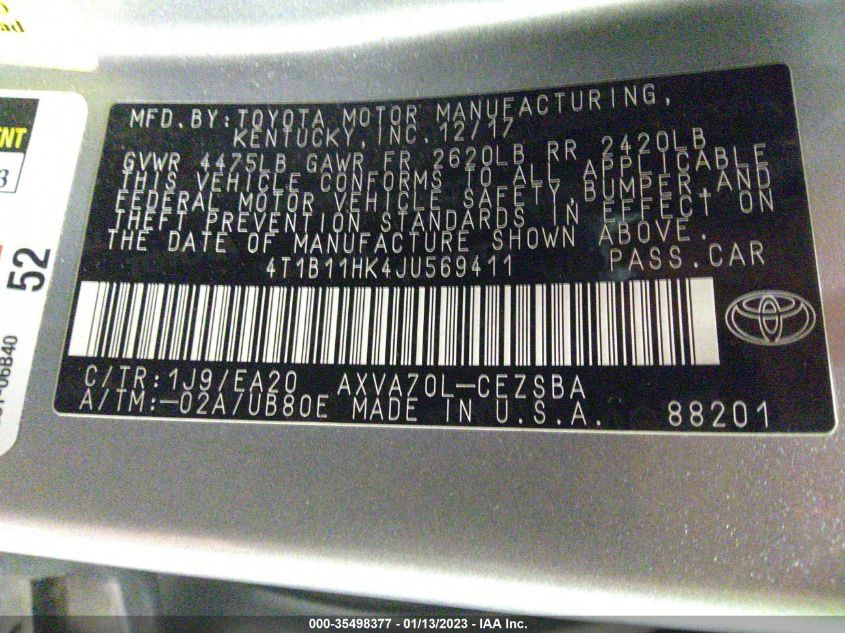 ad
MFD.BY:TOYOTA MOTOR MANUFACTURING,
KENTUCKY,INC.12/17
GVWR 4475LB GAWR FR 2620LB RR 2420LB
THIS VEHICLE CONFORMS TO ALL APPLICABLE
FEDERAL MOTOR VEHICLE SAFETY,BUMPER,AND
THEFT PREVENTION STANDARDS IN EFFECT ON
THE DATE OF MANUFACTURE SHOWN ABOVE.
4T1B11HK4JU569411 PASS.CAR
C/TR:1J9/EA20 AXVA70L-CEZSBA
A/TM:-02A/UB80E MADE IN U.S.A. 88201
52
06B40
000-35498377 - 01/13/2023 - IAA Inc.